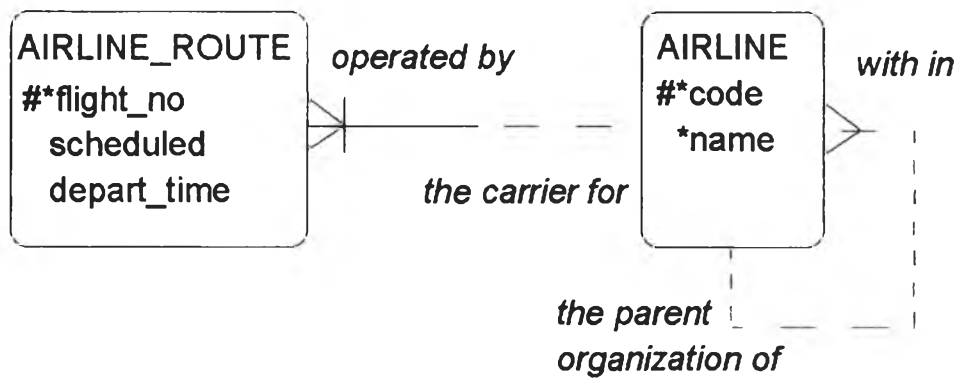 AIRLINE_ROUTE
#*flight_no
scheduled
depart_time
operated by
the carrier for
AIRLINE
#*code
*name
with in
the parent
organization of